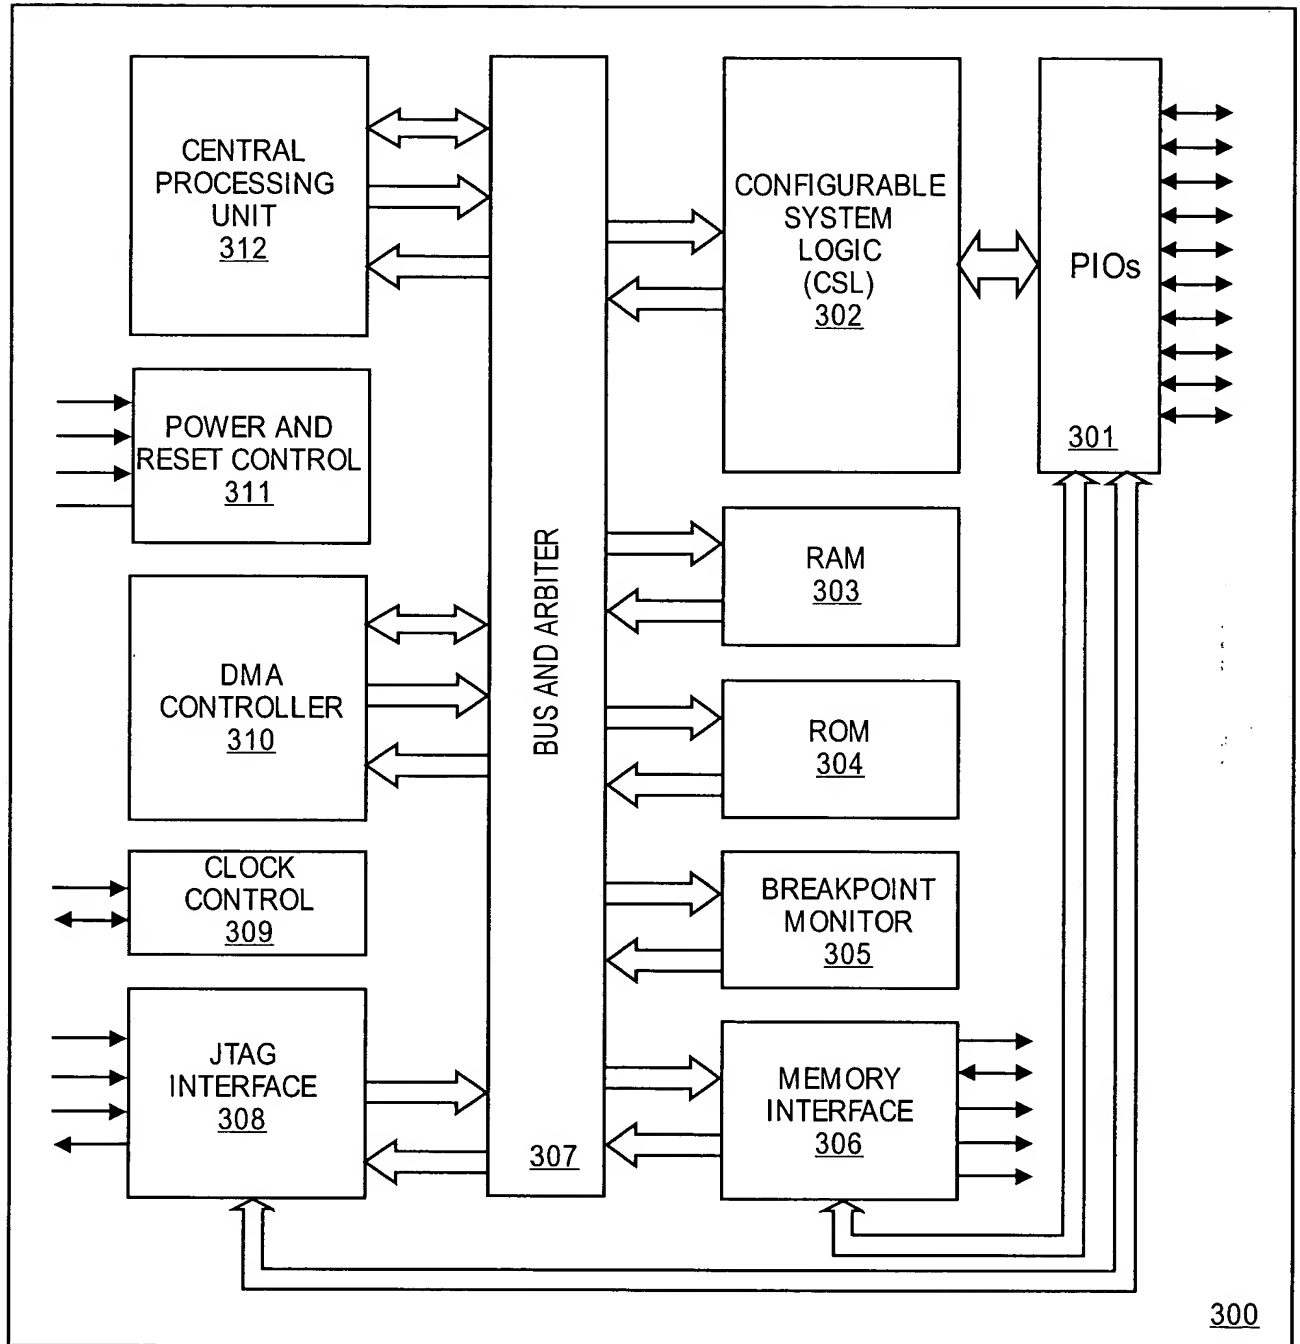 CENTRAL
PROCESSING
UNIT
312
POWER AND
RESET CONTROL
311
DMA
CONTROLLER
310
CLOCK
CONTROL
309
JTAG
INTERFACE
308
BUS AND ARBITER
307
CONFIGURABLE
SYSTEM
LOGIC
(CSL)
302
PIOs
301
RAM
303
ROM
304
BREAKPOINT
MONITOR
305
MEMORY
INTERFACE
306
300